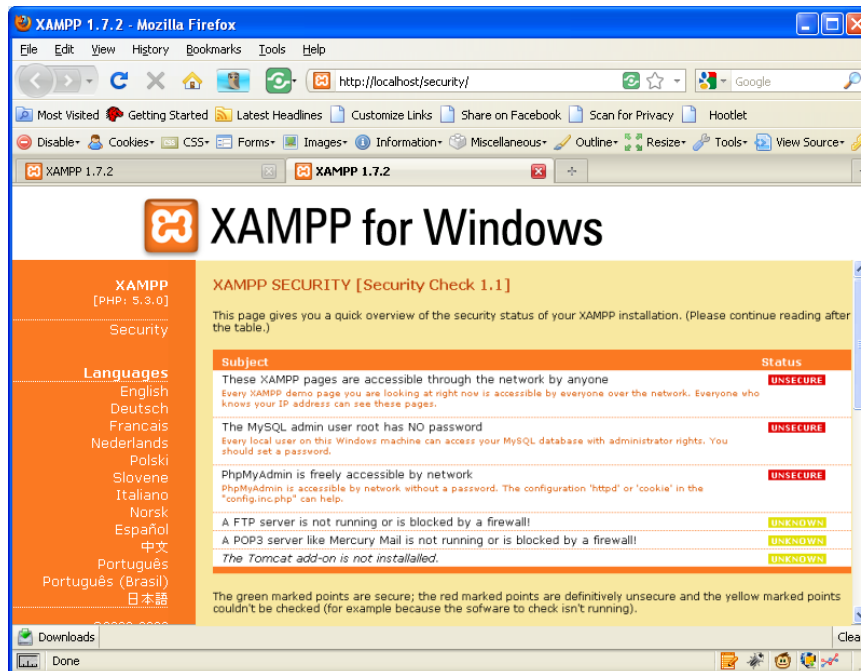 XAMPP 1.7.2 - Mozilla Firefox
File Edit View History Bookmarks Tools Help
http://localhost/security/ Google
Most Visited Getting Started Latest Headlines Customize Links Share on Facebook Scan for Privacy Hootlet
Disable Cookies CSS Forms Images Information Miscellaneous Outline Resize Tools View Source
XAMPP 1.7.2 XAMPP 1.7.2
XAMPP for Windows
XAMPP
[PHP: 5.3.0]
Security
Languages
English
Deutsch
Francais
Nederlands
Polski
Slovene
Italiano
Norsk
Español
中文
Português
Português (Brasil)
日本語
XAMPP SECURITY [Security Check 1.1]
This page gives you a quick overview of the security status of your XAMPP installation. (Please continue reading after
the table.)
Subject Status
These XAMPP pages are accessible through the network by anyone UNSECURE
Every XAMPP demo page you are looking at right now is accessible by everyone over the network. Everyone who
knows your IP address can see these pages.
The MySQL admin user root has NO password UNSECURE
Every local user on this Windows machine can access your MySQL database with administrator rights. You
should set a password.
PhpMyAdmin is freely accessible by network UNSECURE
PhpMyAdmin is accessible by network without a password. The configuration 'httpd' or 'cookie' in the
"config.inc.php" can help.
A FTP server is not running or is blocked by a firewall! UNKNOWN
A POP3 server like Mercury Mail is not running or is blocked by a firewall! UNKNOWN
The Tomcat add-on is not installalled. UNKNOWN
The green marked points are secure; the red marked points are definitively unsecure and the yellow marked points
couldn't be checked (for example because the sofware to check isn't running).
Downloads Clea
Done